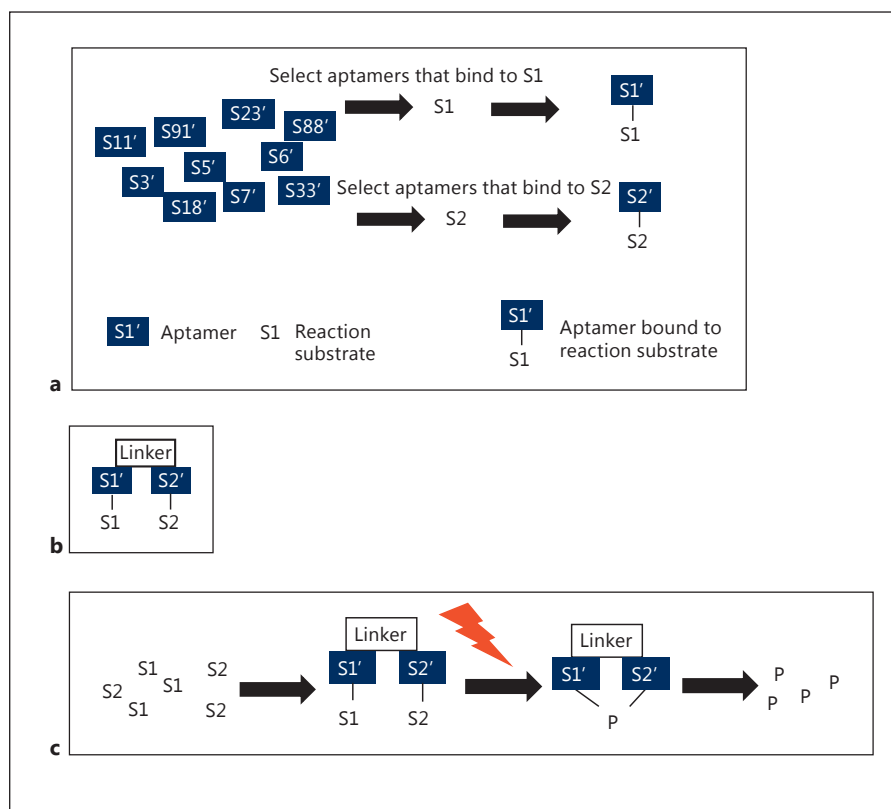 Select aptamers that bind to S1
S1'
S23'
S91'
S88'
S1
S11'
S1
S6'
S5'
S3'
S7'
S33'
Select aptamers that bind to S2
S18'
S2'
S2
S2
S1'
Aptamer
S1
Reaction
substrate
S1'
S1
Aptamer bound to
reaction substrate
a
Linker
S1'
S2'
S1
S2
b
S1
S2
S2
S1
S1
S2
Linker
S1'
S2'
S1
S2
Linker
S1'
S2'
P
P
P
P
P
c